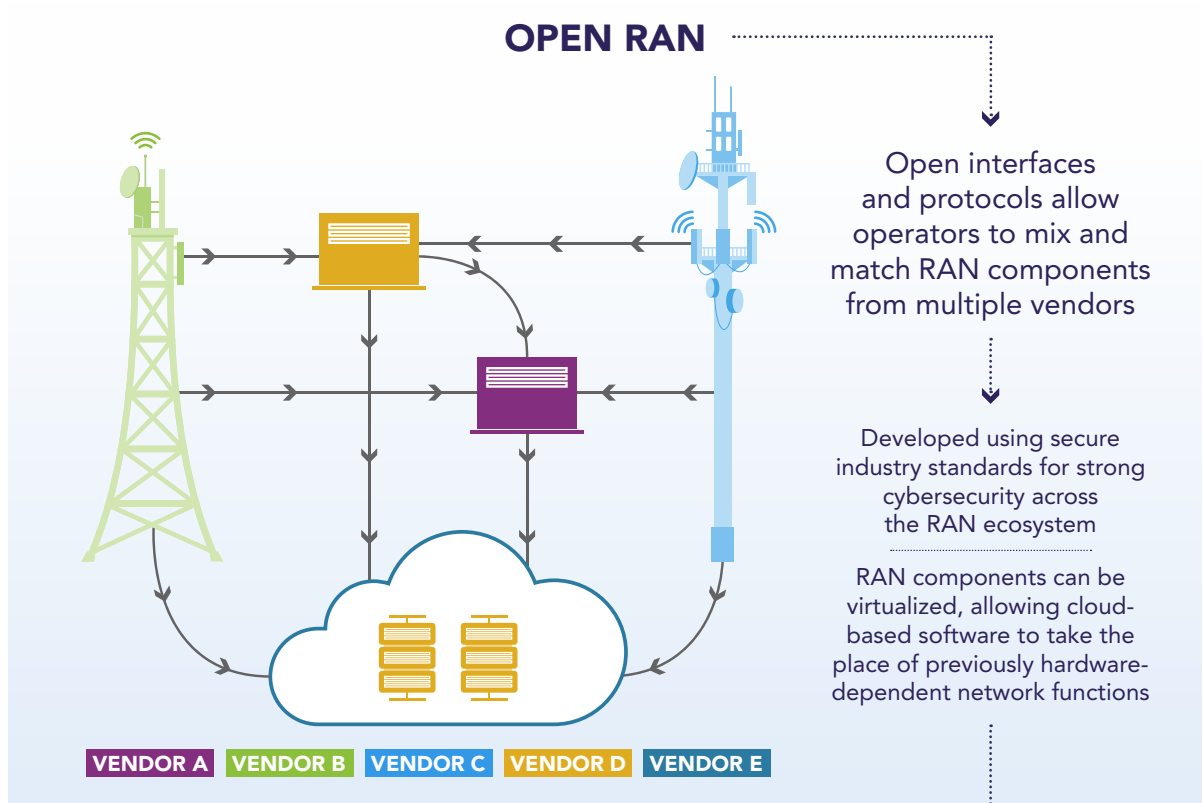 OPEN RAN
Open interfaces
and protocols allow
operators to mix and
match RAN components
from multiple vendors
Developed using secure
industry standards for strong
cybersecurity across
the RAN ecosystem
RAN components can be
virtualized, allowing cloud-
based software to take the
place of previously hardware-
dependent network functions
VENDOR A
VENDOR B
VENDOR C
VENDOR D
VENDOR E